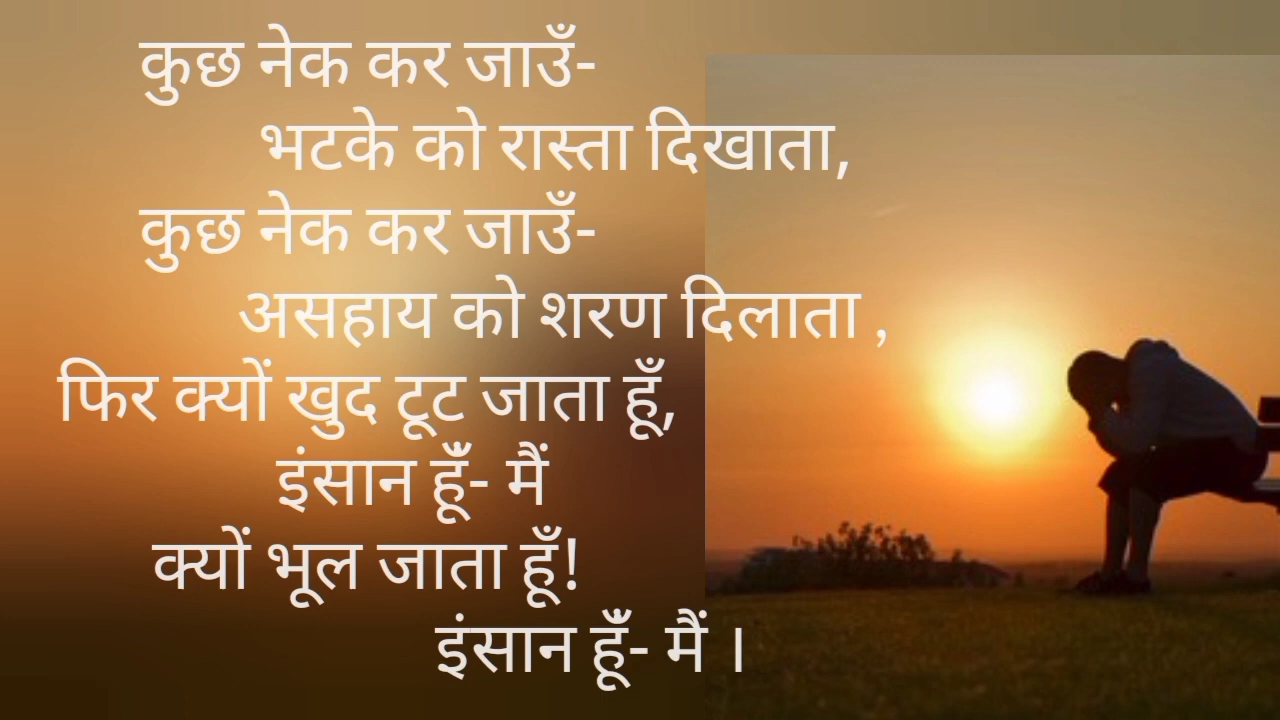 कुछ नेक कर जाउँ-
भटके को रास्ता दिखाता,
कुछ नेक कर जाउँ-
असहाय को शरण दिलाता ,
फिर क्यों खुद टूट जाता हूँ,
इंसान हूंँ- मैं
क्यों भूल जाता हूँ!
इंसान हूंँ- मैं ।